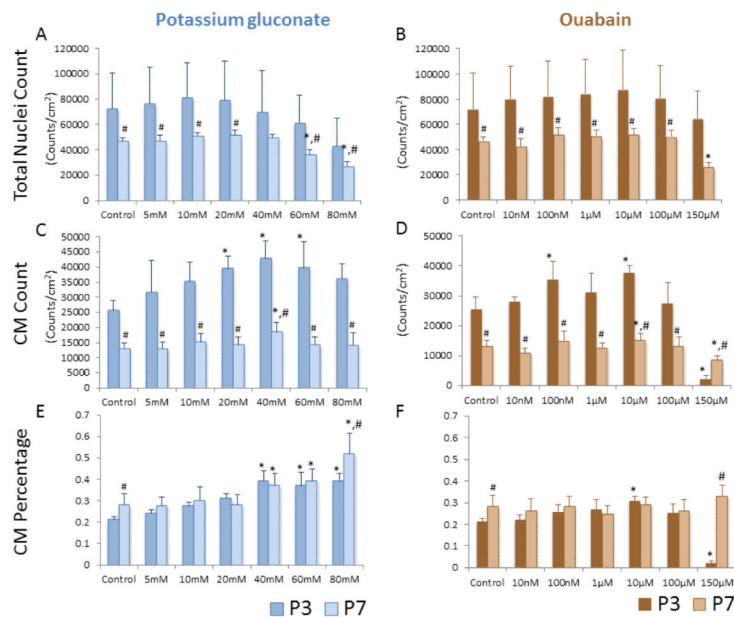 Potassium gluconate
Ouabain
A
Total Nuclei Count
(Counts/cm²)
120000
100000
80000
60000
40000
20000
0
# # # # *,# *,#
Control 5mM 10mM 20mM 40mM 60mM 80mM
B
(Counts/cm²)
120000
100000
80000
60000
40000
20000
0
# # # # # # *
Control 10nM 100nM 1µM 10µM 100µM 150µM
C
CM Count
(Counts/cm²)
50000
45000
40000
35000
30000
25000
20000
15000
10000
5000
0
* * *
# # # # *,# # #
Control 5mM 10mM 20mM 40mM 60mM 80mM
D
(Counts/cm²)
50000
40000
30000
20000
10000
0
* *
# # # # *,# # * *,#
Control 10nM 100nM 1µM 10µM 100µM 150µM
E
CM Percentage
0.7
0.6
0.5
0.4
0.3
0.2
0.1
0
# * * * * * *,#
Control 5mM 10mM 20mM 40mM 60mM 80mM
F
0.7
0.6
0.5
0.4
0.3
0.2
0.1
0
# * * #
Control 10nM 100nM 1µM 10µM 100µM 150µM
P3 P7
P3 P7